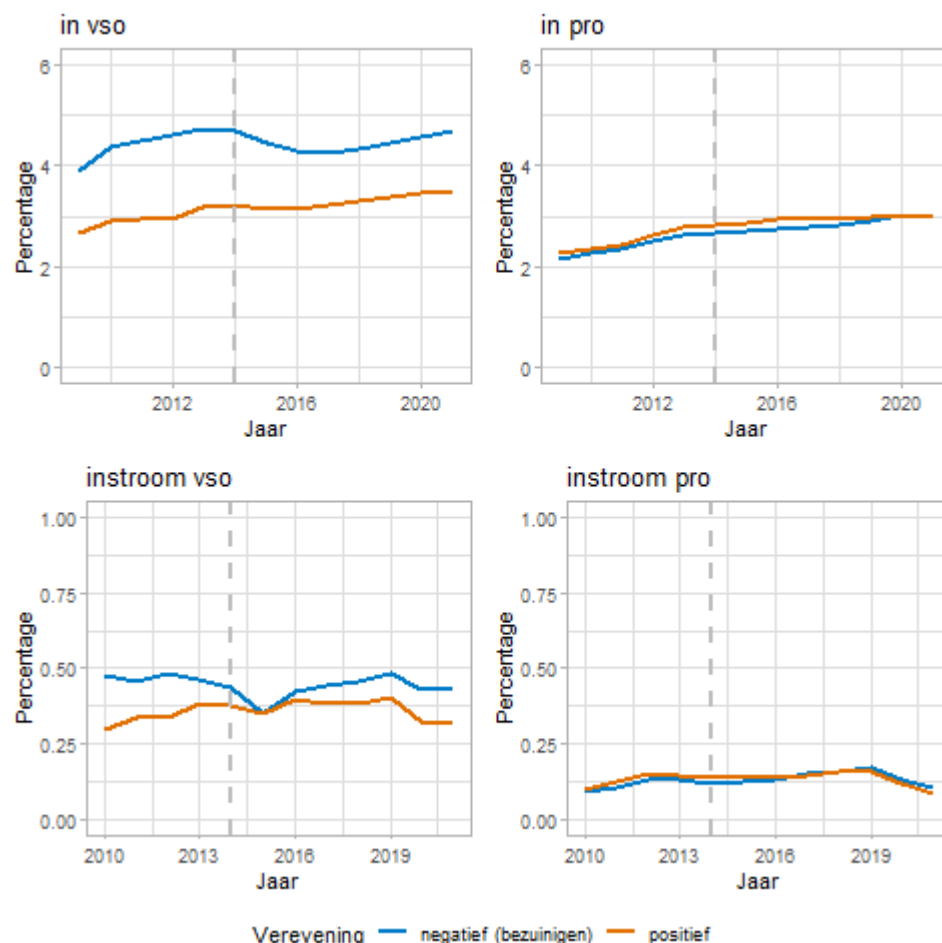 in vso
in pro
6
4
2
0
Percentage
2012 2016 2020
Jaar
6
4
2
0
Percentage
2012 2016 2020
Jaar
instroom vso
instroom pro
1.00
0.75
0.50
0.25
0.00
Percentage
2010 2013 2016 2019
Jaar
1.00
0.75
0.50
0.25
0.00
Percentage
2010 2013 2016 2019
Jaar
Verevening negatief (bezuinigen) positief